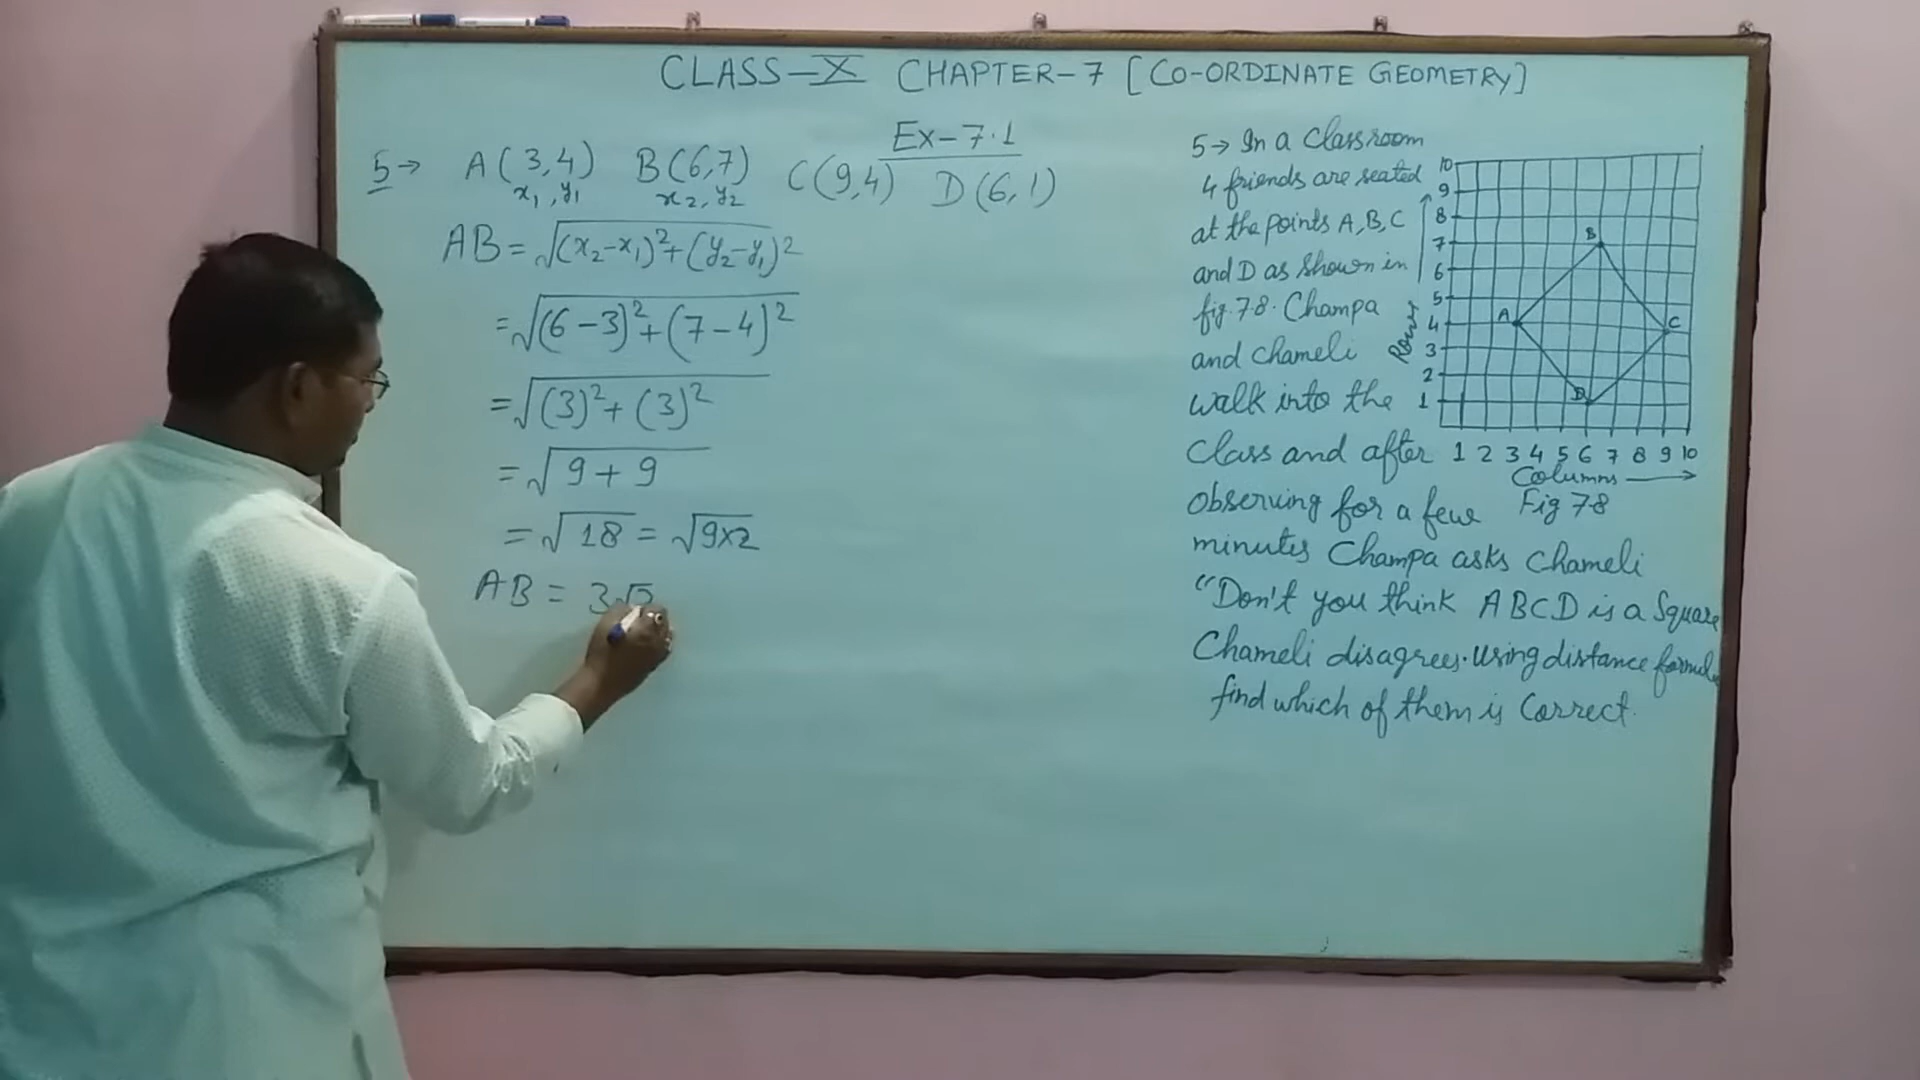 CLASS-X CHAPTER-7 [CO-ORDINATE GEOMETRY]
Ex-7.1
5→ A(3,4) B(6,7) C(9,4) D(6,1)
x₁, y₁ x₂, y₂
AB = √(x₂-x₁)²+(y₂-y₁)²
= √(6-3)²+(7-4)²
= √(3)²+(3)²
= √9+9
= √18 = √9x2
AB = 3√2
5→ In a Classroom
4 friends are seated
at the points A,B,C
and D as shown in
fig 7.8. Champa
and chameli
walk into the
Class and after
observing for a few
minutes Champa asks Chameli
"Don't you think ABCD is a Square
Chameli disagrees. Using distance formula
find which of them is Correct.
10
9
8
7
6
5
4
3
2
1
Rows
B
A
C
D
1 2 3 4 5 6 7 8 9 10
Columns
Fig 7.8